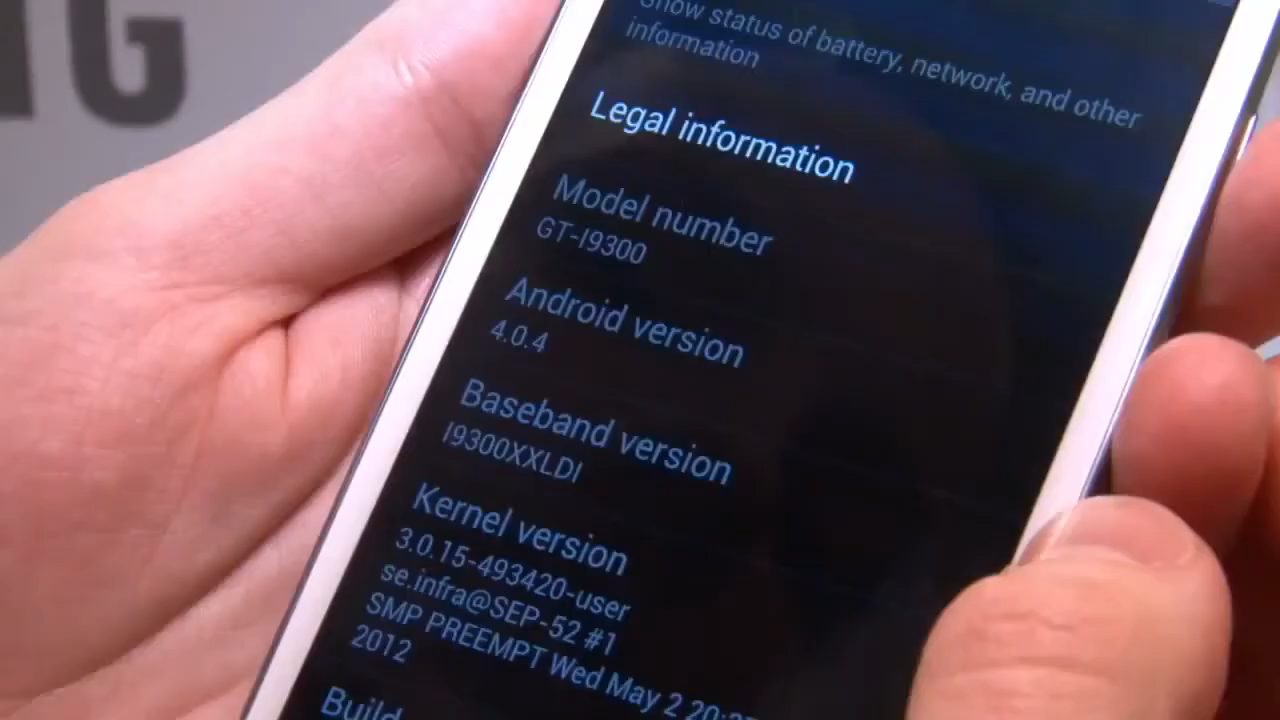 NG
Show status of battery, network, and other
information
Legal information
Model number
GT-I9300
Android version
4.0.4
Baseband version
I9300XXLDI
Kernel version
3.0.15-493420-user
se.infra@SEP-52 #1
SMP PREEMPT Wed May 2
2012
Build